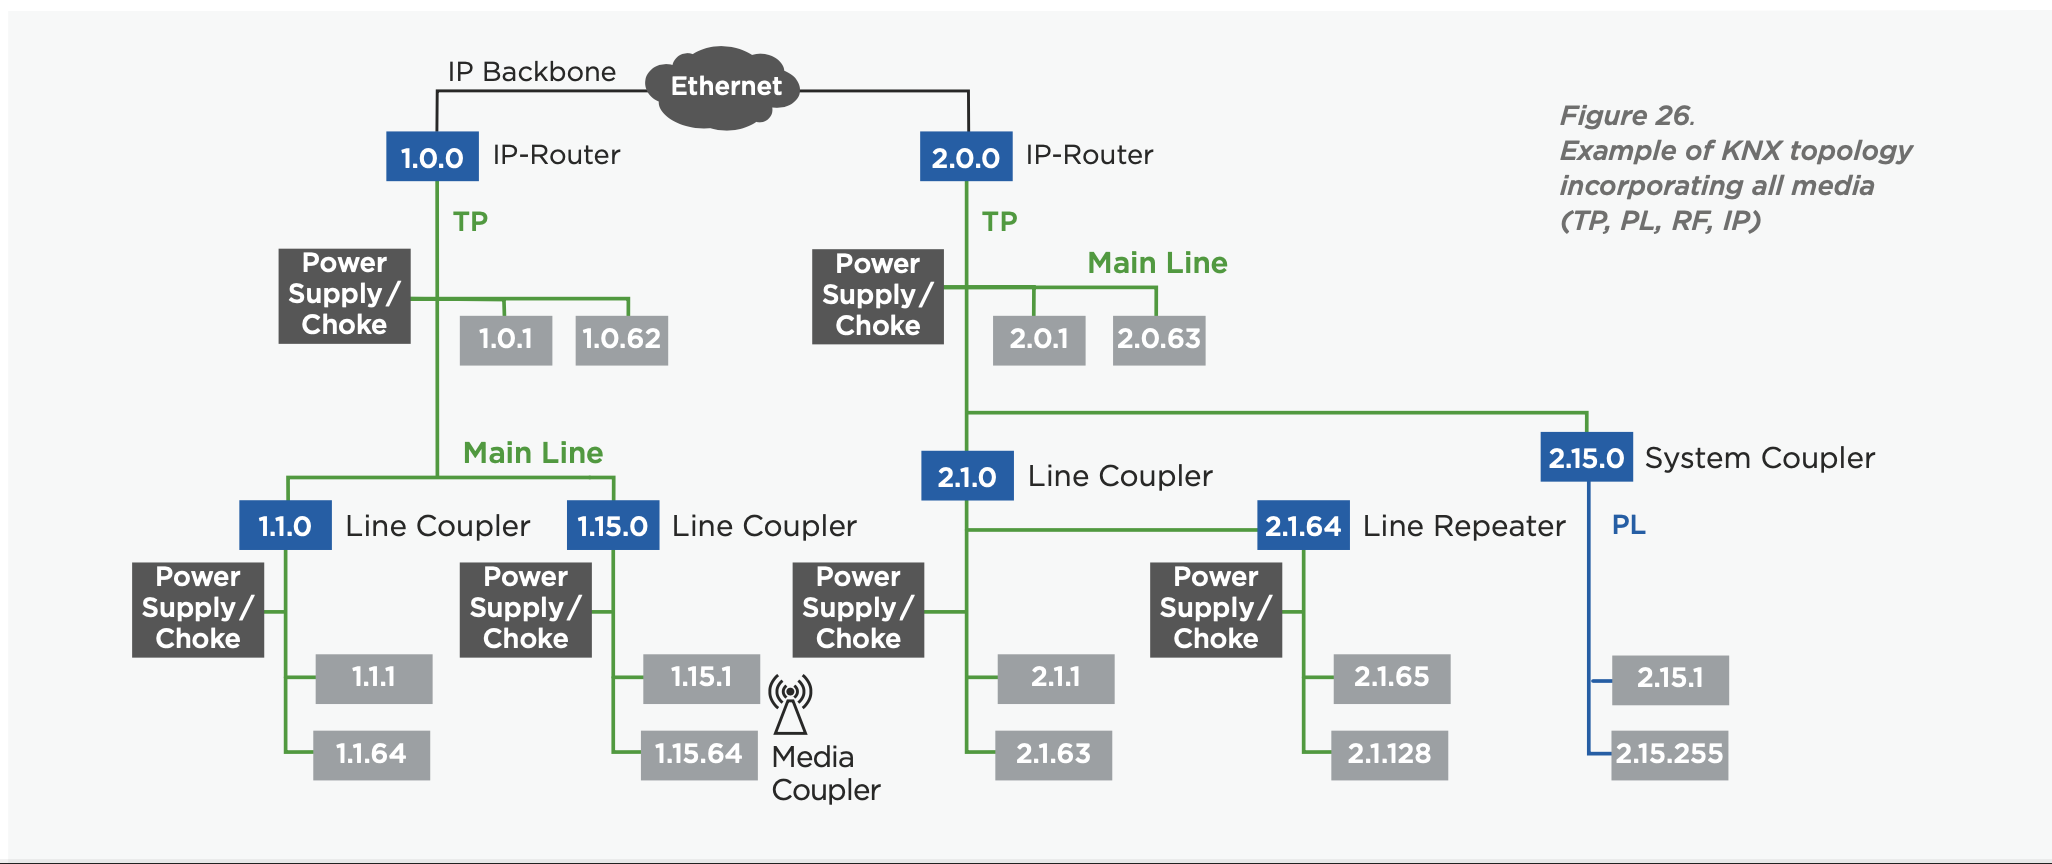 IP Backbone
Ethernet
Figure 26.
Example of KNX topology
incorporating all media
(TP, PL, RF, IP)
1.0.0
IP-Router
2.0.0
IP-Router
TP
TP
Power
Supply/
Choke
1.0.1
1.0.62
Power
Supply/
Choke
Main Line
2.0.1
2.0.63
Main Line
1.1.0
Line Coupler
1.15.0
Line Coupler
2.1.0
Line Coupler
2.1.64
Line Repeater
2.15.0
System Coupler
PL
Power
Supply/
Choke
Power
Supply/
Choke
Power
Supply/
Choke
Power
Supply/
Choke
1.1.1
1.1.64
1.15.1
1.15.64
Media
Coupler
2.1.1
2.1.63
2.1.65
2.1.128
2.15.1
2.15.255